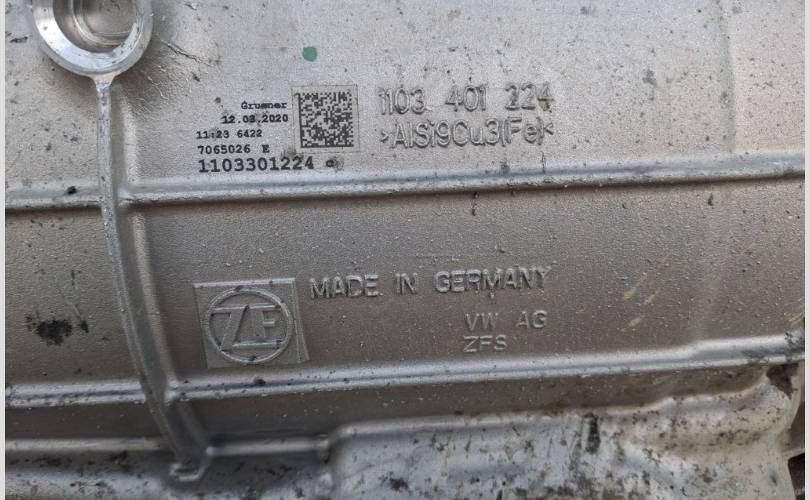 Gruener
12.03.2020
11:23 6422
7065026 E
1103301224
1103 401 224
>AlSi9Cu3(Fe)<
MADE IN GERMANY
ZF
VW AG
ZFS